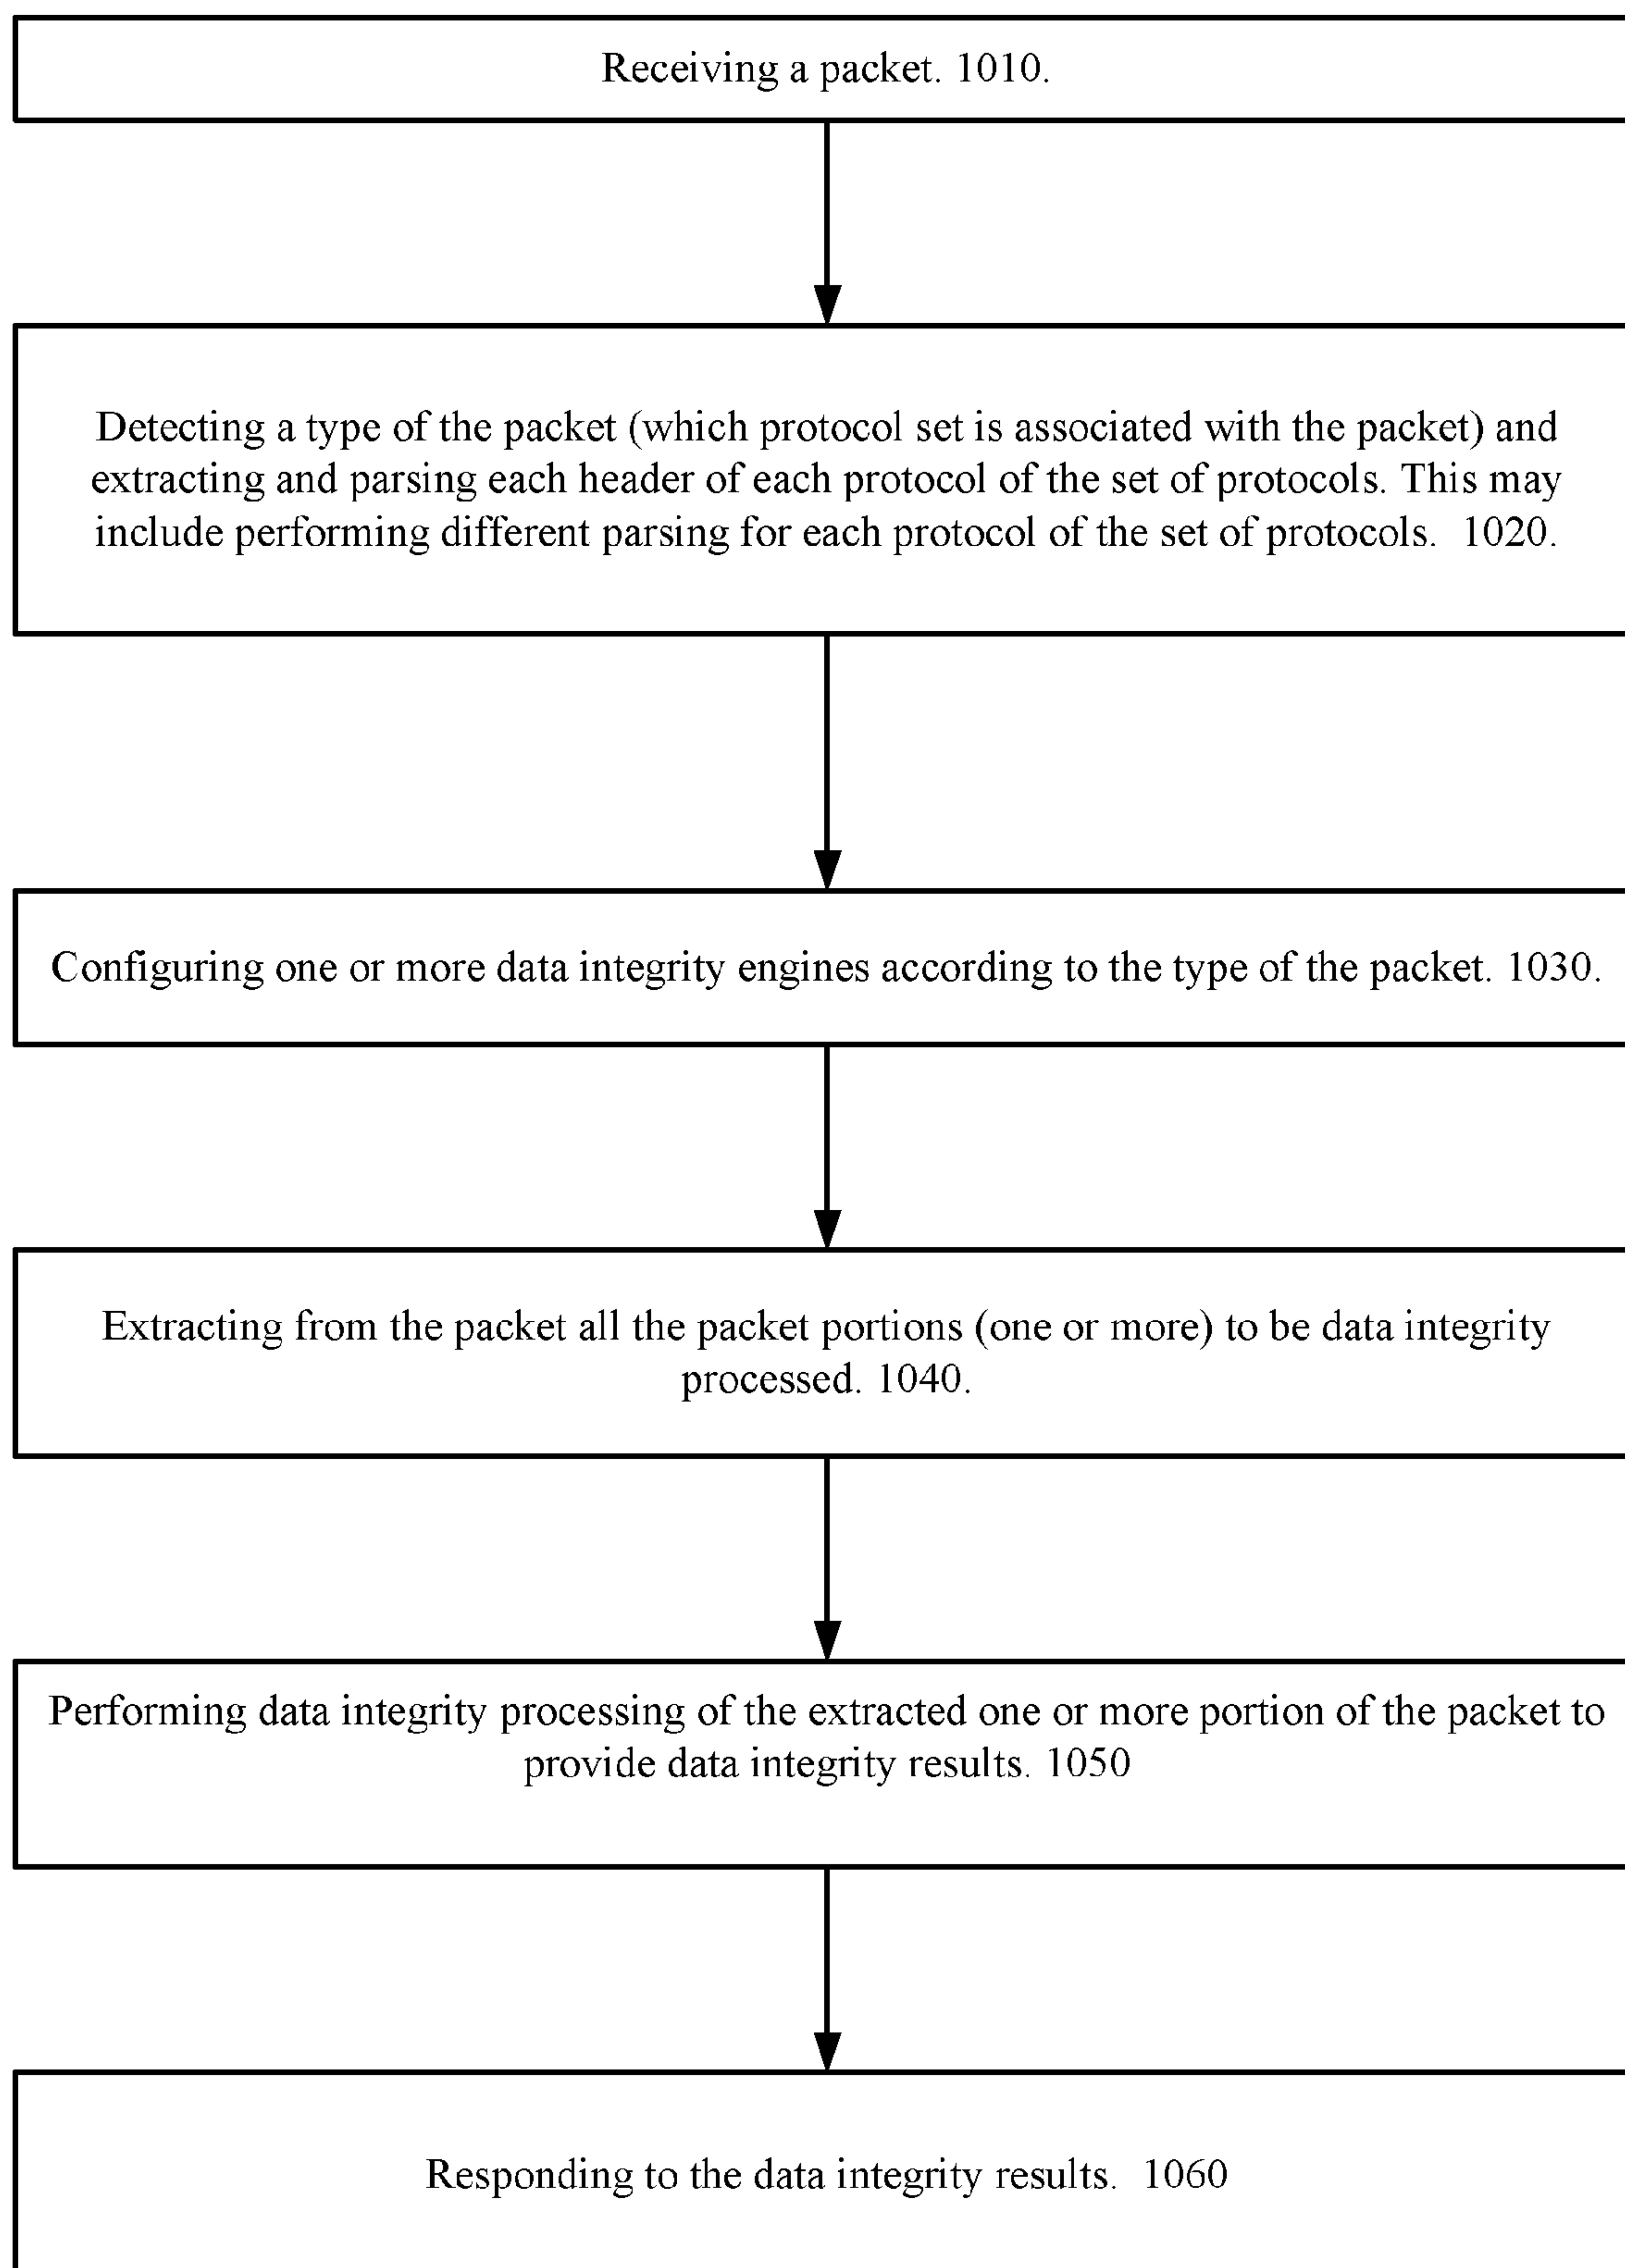 Receiving a packet. 1010.
Detecting a type of the packet (which protocol set is associated with the packet) and
extracting and parsing each header of each protocol of the set of protocols. This may
include performing different parsing for each protocol of the set of protocols.  1020.
Configuring one or more data integrity engines according to the type of the packet. 1030.
Extracting from the packet all the packet portions (one or more) to be data integrity
processed. 1040.
Performing data integrity processing of the extracted one or more portion of the packet to
provide data integrity results. 1050
Responding to the data integrity results.  1060